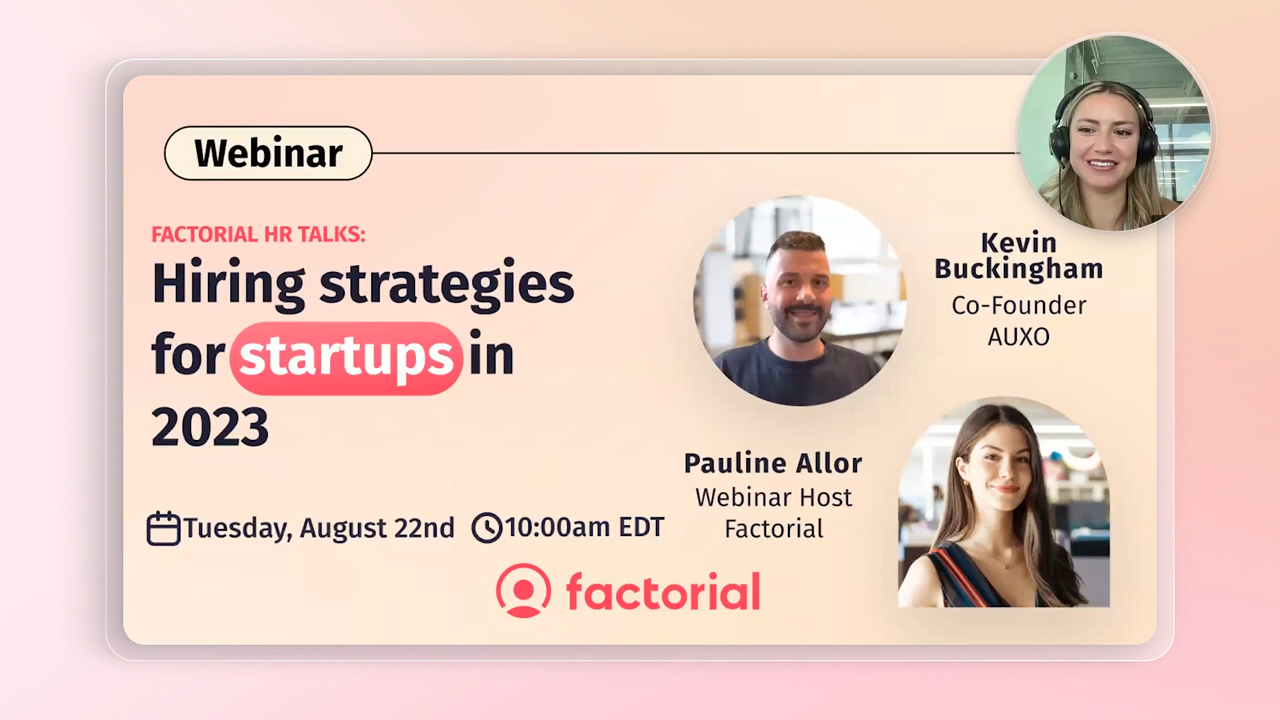 Webinar
FACTORIAL HR TALKS:
Hiring strategies
for startups in
2023
Tuesday, August 22nd
10:00am EDT
Kevin
Buckingham
Co-Founder
AUXO
Pauline Allor
Webinar Host
Factorial
factorial